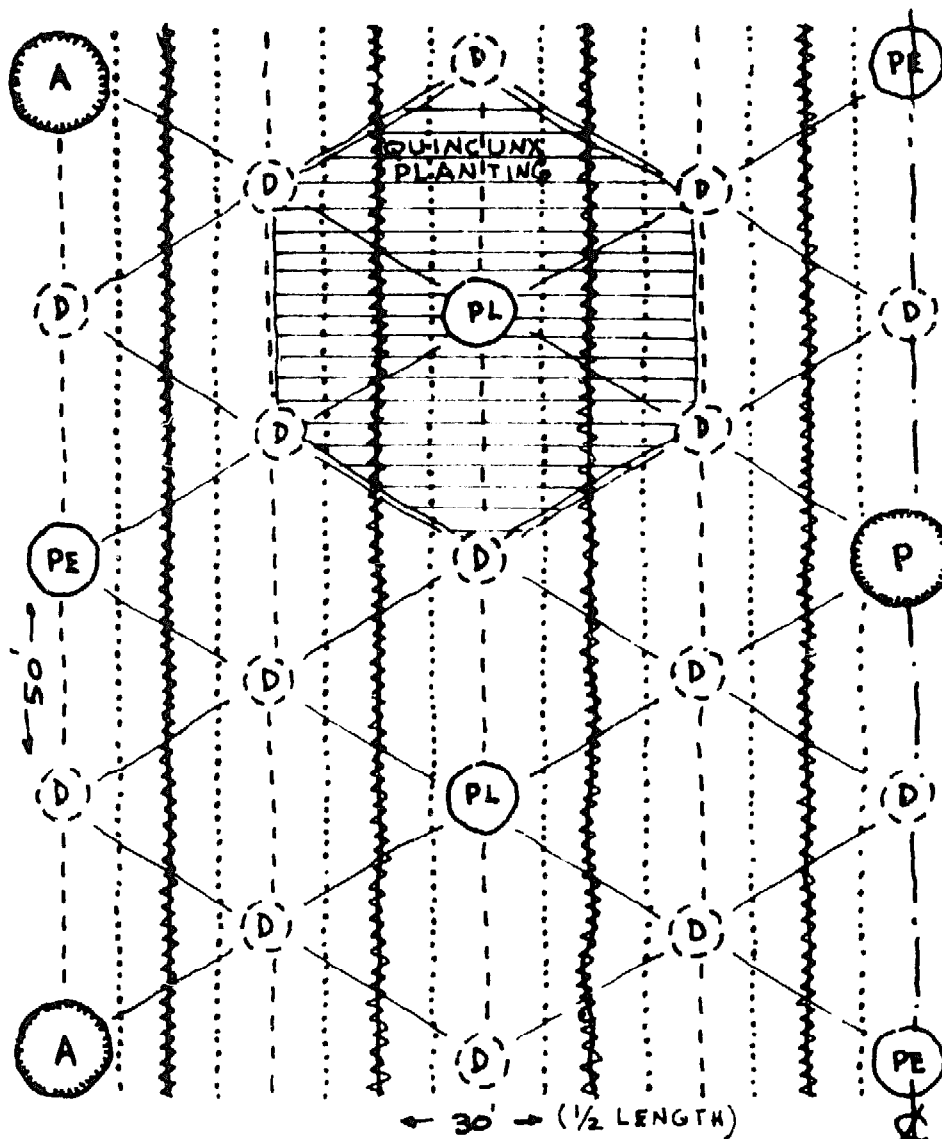 D
A PE
QUINCUNX
PLANTING
D D
PL
D D
D D
PE D P
50'
D D
D PL D
D D
A D PE
30' (1/2 LENGTH)